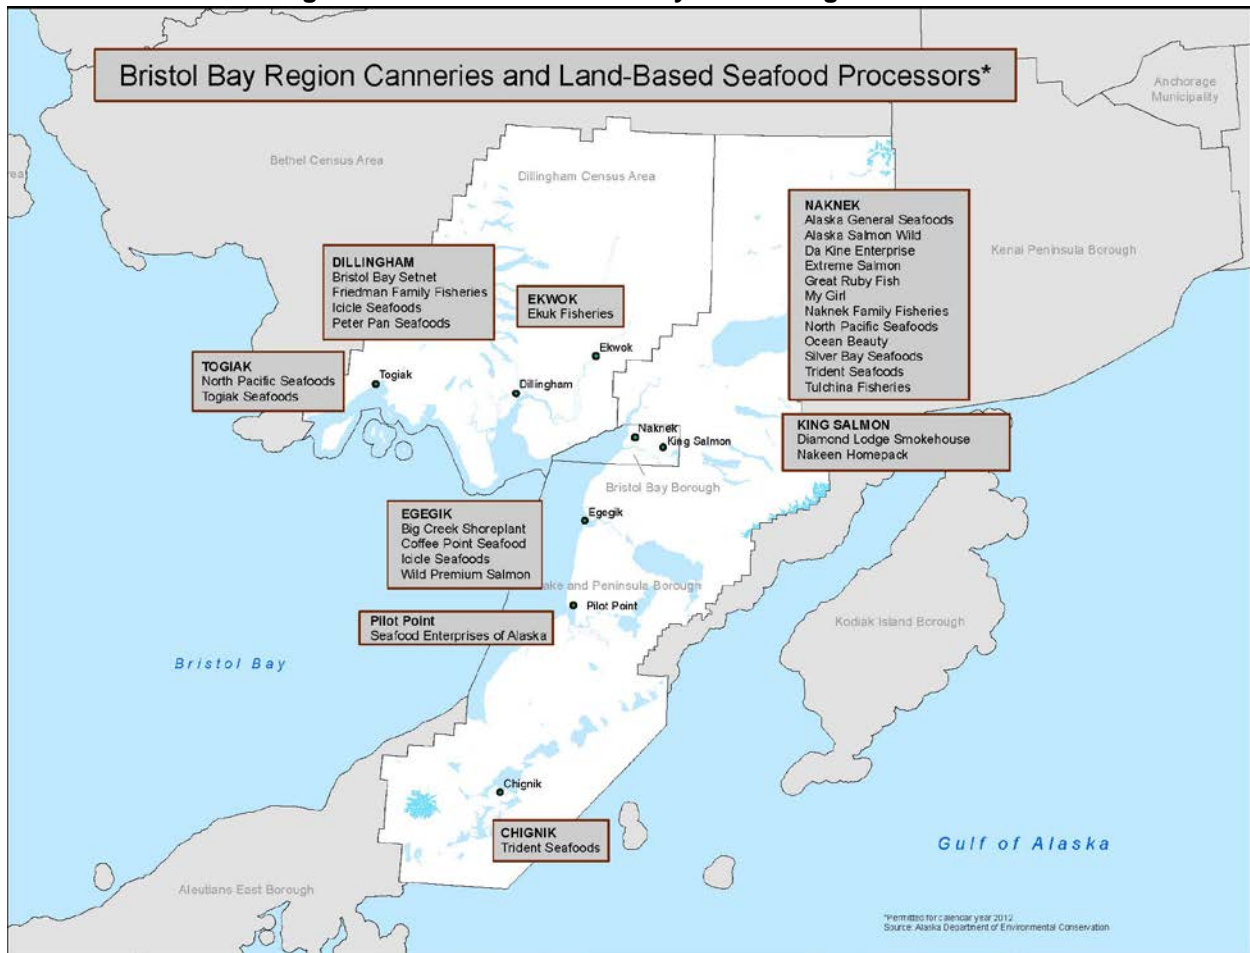 Bristol Bay Region Canneries and Land-Based Seafood Processors*
Anchorage
Municipality
Bethel Census Area
Dillingham Census Area
Kenai Peninsula Borough
NAKNEK
Alaska General Seafoods
Alaska Salmon Wild
Da Kine Enterprise
Extreme Salmon
Great Ruby Fish
My Girl
Naknek Family Fisheries
North Pacific Seafoods
Ocean Beauty
Silver Bay Seafoods
Trident Seafoods
Tulchina Fisheries
DILLINGHAM
Bristol Bay Setnet
Friedman Family Fisheries
Icicle Seafoods
Peter Pan Seafoods
EKWOK
Ekuk Fisheries
TOGIAK
North Pacific Seafoods
Togiak Seafoods
Togiak
Ekwok
Dillingham
Naknek
King Salmon
KING SALMON
Diamond Lodge Smokehouse
Nakeen Homepack
Bristol Bay Borough
EGEGIK
Big Creek Shoreplant
Coffee Point Seafood
Icicle Seafoods
Wild Premium Salmon
Egegik
ake and Peninsula Borough
Pilot Point
Pilot Point
Seafood Enterprises of Alaska
Kodiak Island Borough
Bristol Bay
Chignik
CHIGNIK
Trident Seafoods
Gulf of Alaska
Aleutians East Borough
*Permitted for calendar year 2012
Source: Alaska Department of Environmental Conservation